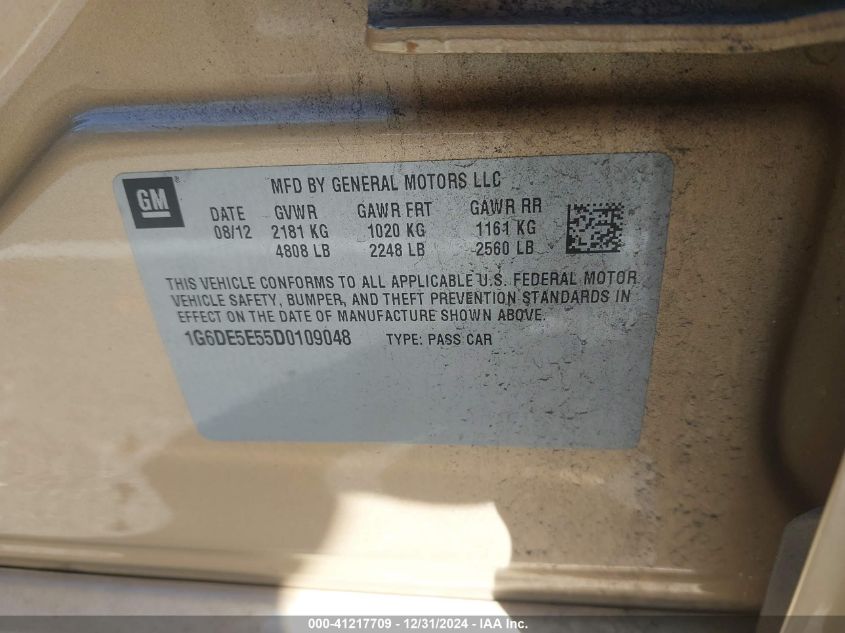 GM
MFD BY GENERAL MOTORS LLC
DATE GVWR GAWR FRT GAWR RR
08/12 2181 KG 1020 KG 1161 KG
4808 LB 2248 LB 2560 LB
THIS VEHICLE CONFORMS TO ALL APPLICABLE U.S. FEDERAL MOTOR
VEHICLE SAFETY, BUMPER, AND THEFT PREVENTION STANDARDS IN
EFFECT ON THE DATE OF MANUFACTURE SHOWN ABOVE.
1G6DE5E55D0109048 TYPE: PASS CAR
000-41217709 - 12/31/2024 - IAA Inc.